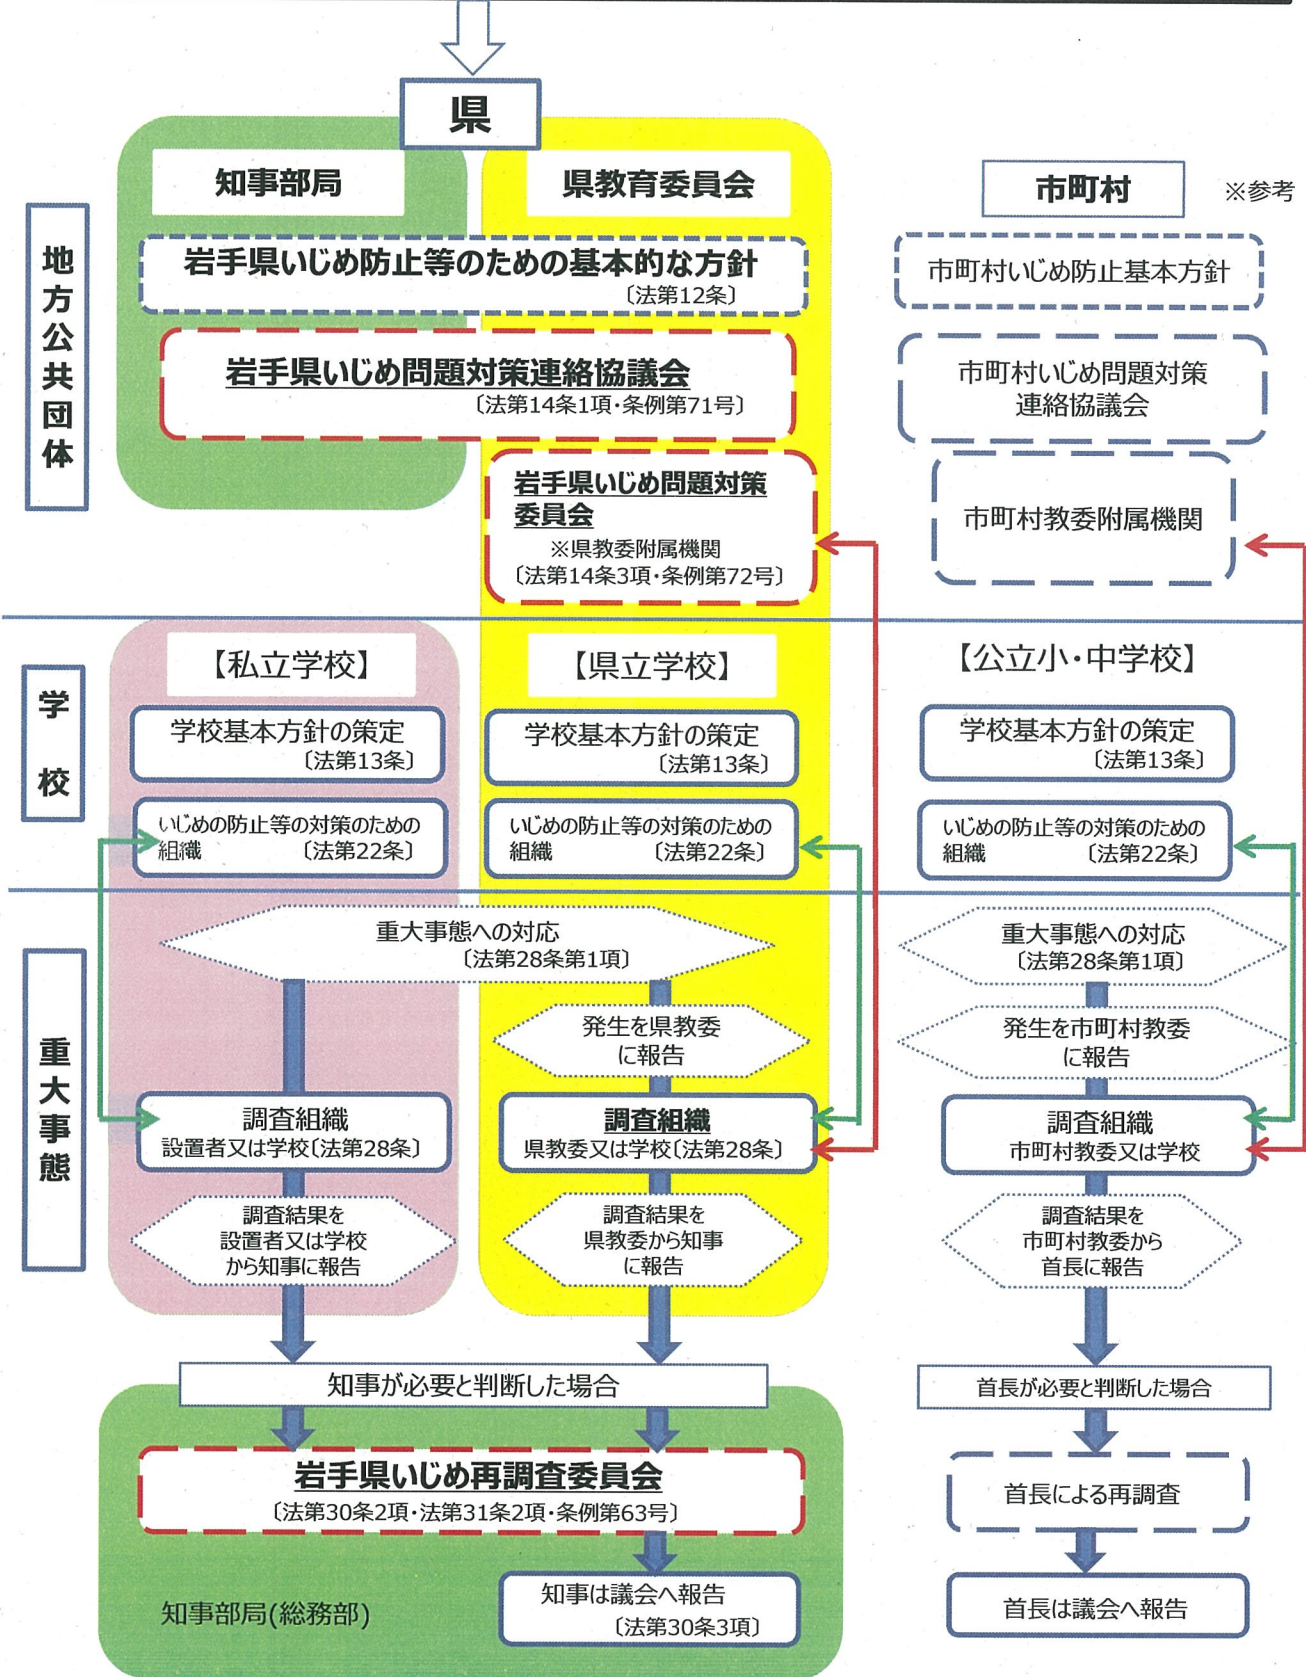 県
知事部局
県教育委員会
市町村
※参考
地方公共団体
岩手県いじめ防止等のための基本的な方針
〔法第12条〕
市町村いじめ防止基本方針
岩手県いじめ問題対策連絡協議会
〔法第14条1項・条例第71号〕
市町村いじめ問題対策
連絡協議会
岩手県いじめ問題対策
委員会
※県教委附属機関
〔法第14条3項・条例第72号〕
市町村教委附属機関
学校
【私立学校】
【県立学校】
【公立小・中学校】
学校基本方針の策定
〔法第13条〕
学校基本方針の策定
〔法第13条〕
学校基本方針の策定
〔法第13条〕
いじめの防止等の対策のための
組織 〔法第22条〕
いじめの防止等の対策のための
組織 〔法第22条〕
いじめの防止等の対策のための
組織 〔法第22条〕
重大事態
重大事態への対応
〔法第28条第1項〕
重大事態への対応
〔法第28条第1項〕
発生を県教委
に報告
発生を市町村教委
に報告
調査組織
設置者又は学校〔法第28条〕
調査組織
県教委又は学校〔法第28条〕
調査組織
市町村教委又は学校
調査結果を
設置者又は学校
から知事に報告
調査結果を
県教委から知事
に報告
調査結果を
市町村教委から
首長に報告
知事が必要と判断した場合
首長が必要と判断した場合
岩手県いじめ再調査委員会
〔法第30条2項・法第31条2項・条例第63号〕
首長による再調査
知事部局(総務部)
知事は議会へ報告
〔法第30条3項〕
首長は議会へ報告